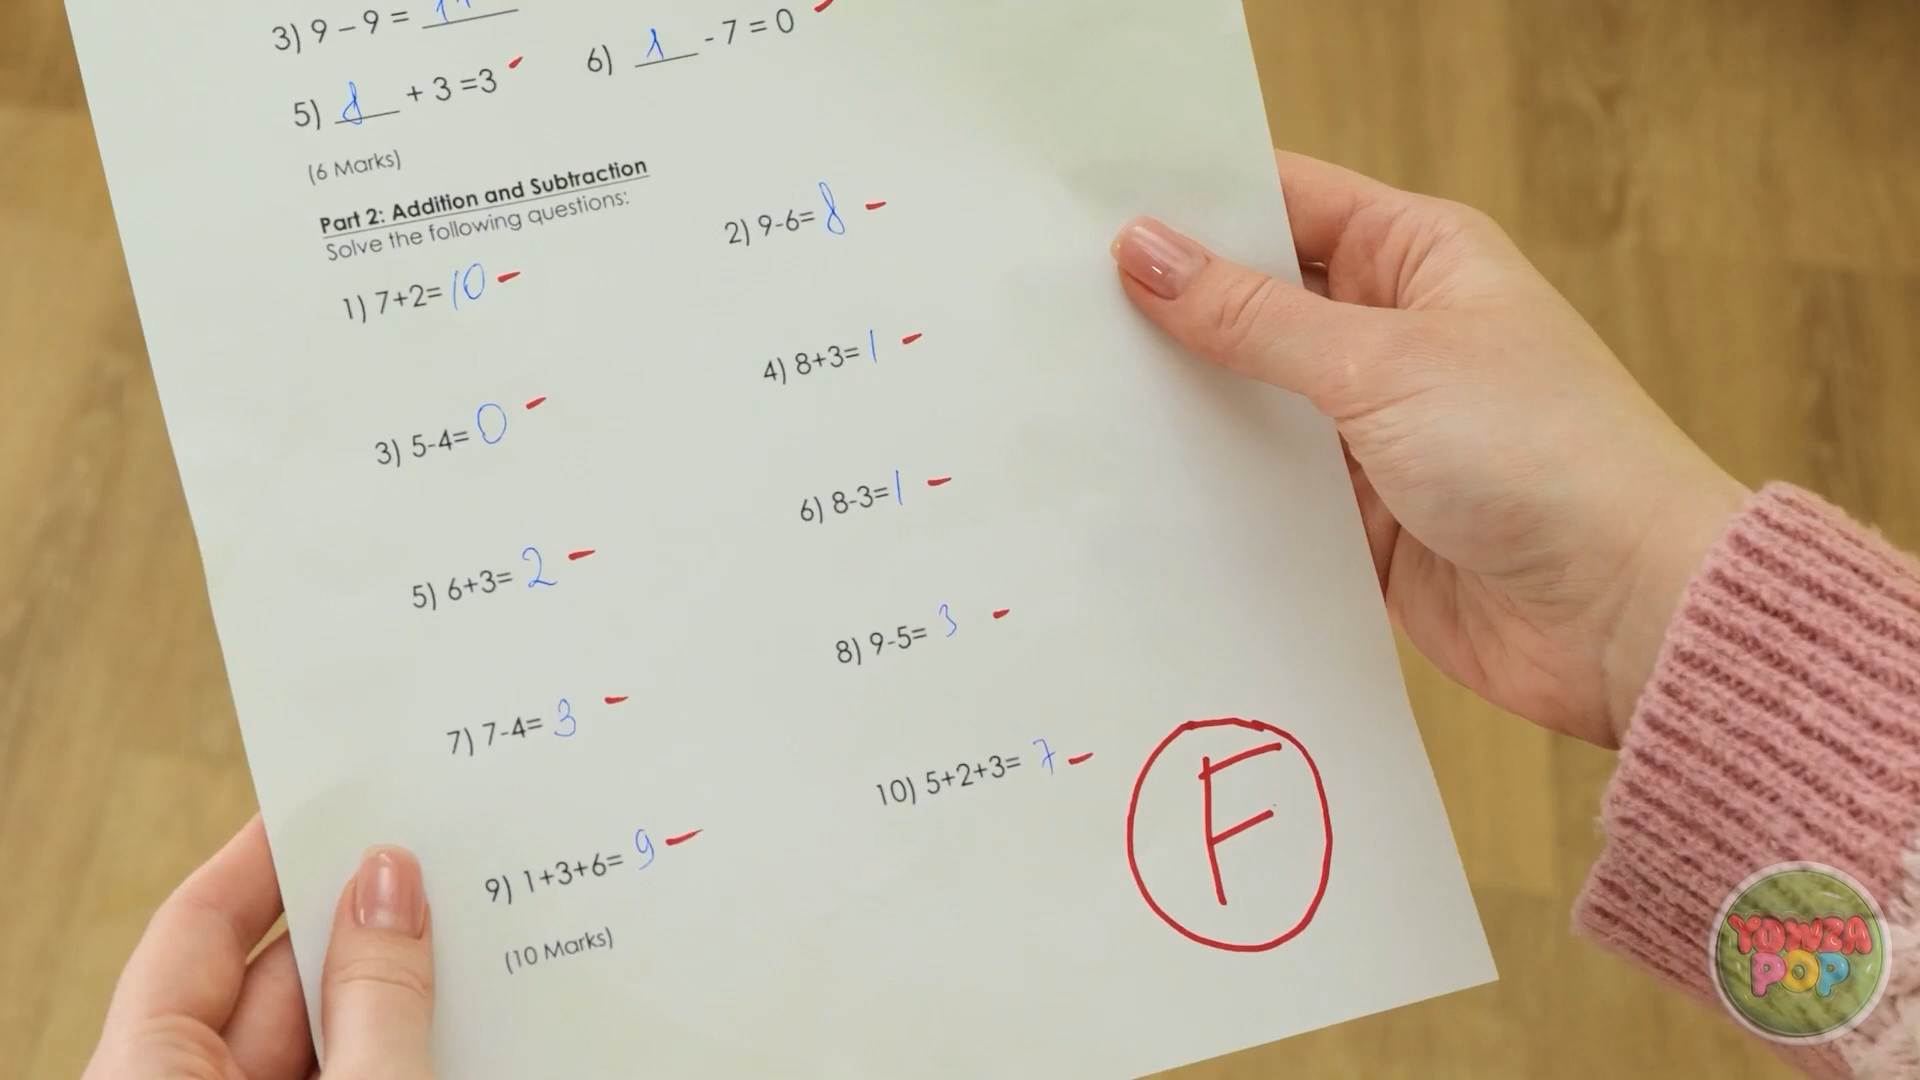 3) 9 – 9 =
6) 1 - 7 = 0
5) 8 + 3 =3
(6 Marks)
Part 2: Addition and Subtraction
Solve the following questions:
1) 7+2= 10 -
2) 9-6= 8 -
3) 5-4= 0 -
4) 8+3= 1 -
5) 6+3= 2 -
6) 8-3= 1 -
7) 7-4= 3 -
8) 9-5= 3 -
9) 1+3+6= 9 -
10) 5+2+3= 7 -
(10 Marks)
F
YOWZA
POP